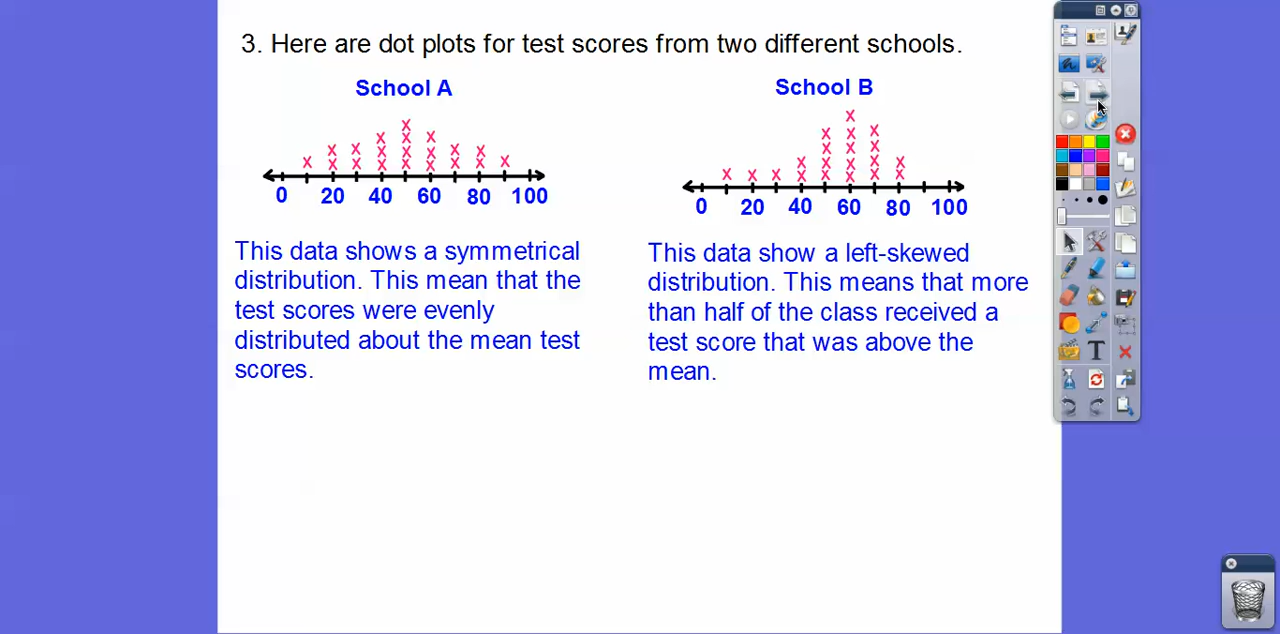 3. Here are dot plots for test scores from two different schools.
School A
School B
0 20 40 60 80 100
0 20 40 60 80 100
This data shows a symmetrical
distribution. This mean that the
test scores were evenly
distributed about the mean test
scores.
This data show a left-skewed
distribution. This means that more
than half of the class received a
test score that was above the
mean.